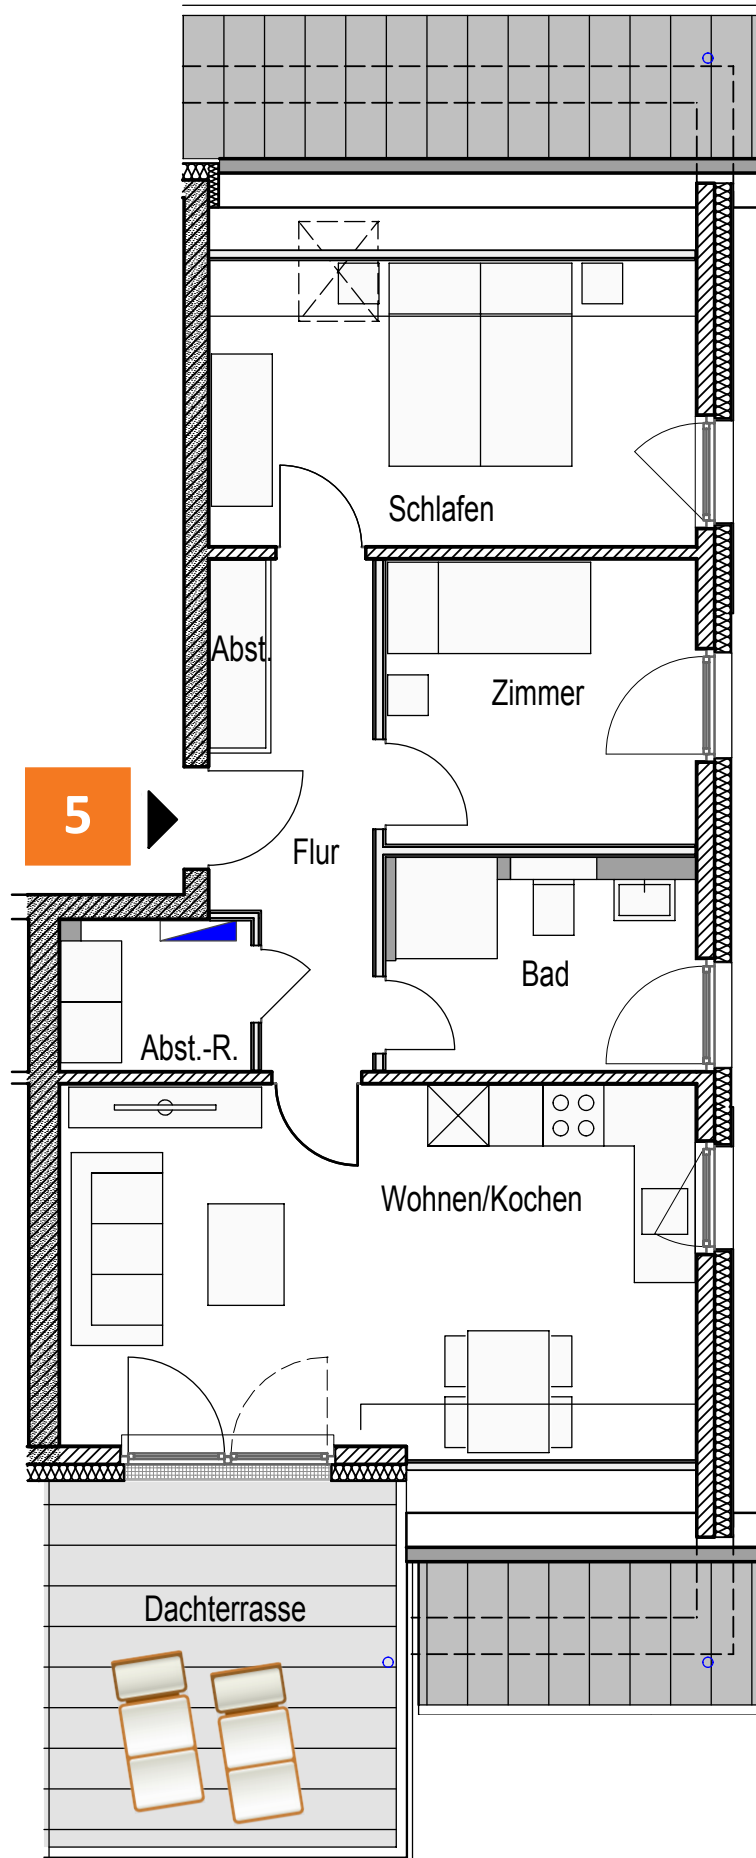 Schlafen
Abst.
Zimmer
5
Flur
Bad
Abst.-R.
Wohnen/Kochen
Dachterrasse